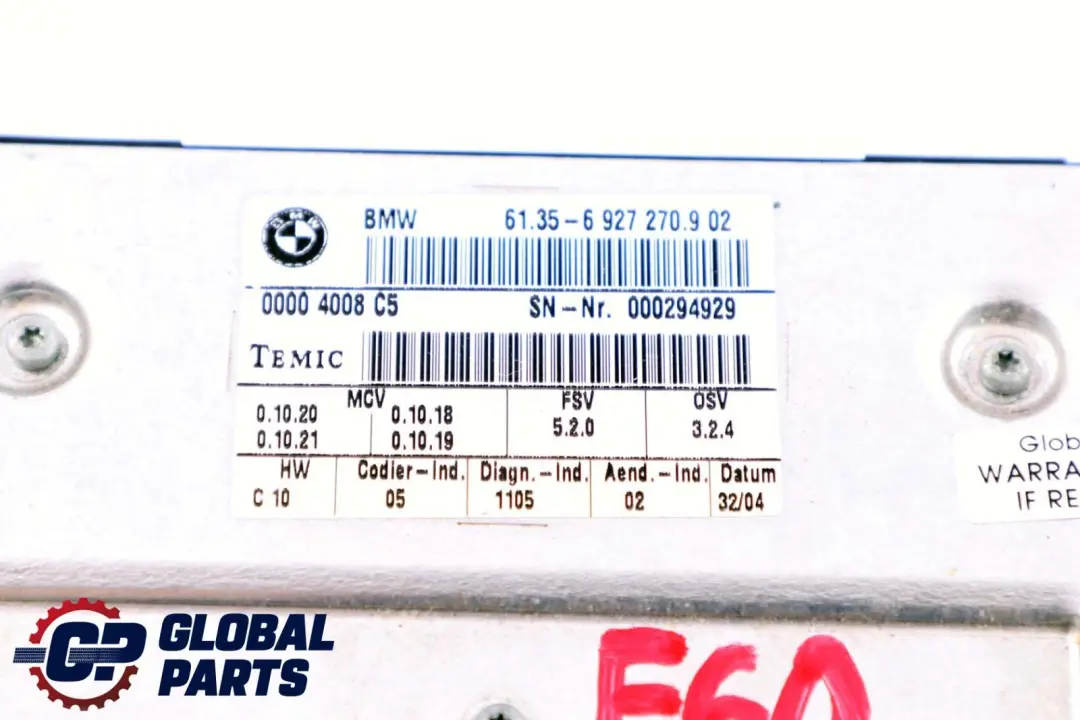 BMW 61.35-6 927 270.9 02
0000 4008 C5 SN-Nr. 000294929
TEMIC
MCV FSV OSV
0.10.20 0.10.18 5.2.0 3.2.4
0.10.21 0.10.19
HW Codier-Ind. Diagn.-Ind. Aend.-Ind. Datum
C 10 05 1105 02 32/04
Glob
WARRA
IF RE
GP GLOBAL
PARTS
E60